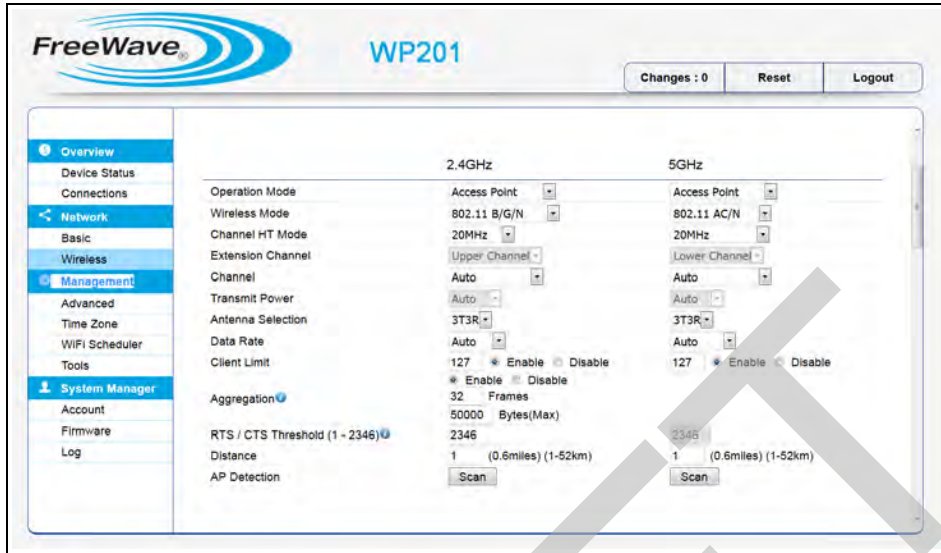 FreeWave® WP201
Changes : 0 Reset Logout
Overview
Device Status
Connections
Network
Basic
Wireless
Management
Advanced
Time Zone
WiFi Scheduler
Tools
System Manager
Account
Firmware
Log
2.4GHz 5GHz
Operation Mode Access Point Access Point
Wireless Mode 802.11 B/G/N 802.11 AC/N
Channel HT Mode 20MHz 20MHz
Extension Channel Upper Channel Lower Channel
Channel Auto Auto
Transmit Power Auto Auto
Antenna Selection 3T3R 3T3R
Data Rate Auto Auto
Client Limit 127 Enable Disable 127 Enable Disable
Aggregation Enable Disable
32 Frames
50000 Bytes(Max)
RTS / CTS Threshold (1 - 2346) 2346 2346
Distance 1 (0.6miles) (1-52km) 1 (0.6miles) (1-52km)
AP Detection Scan Scan